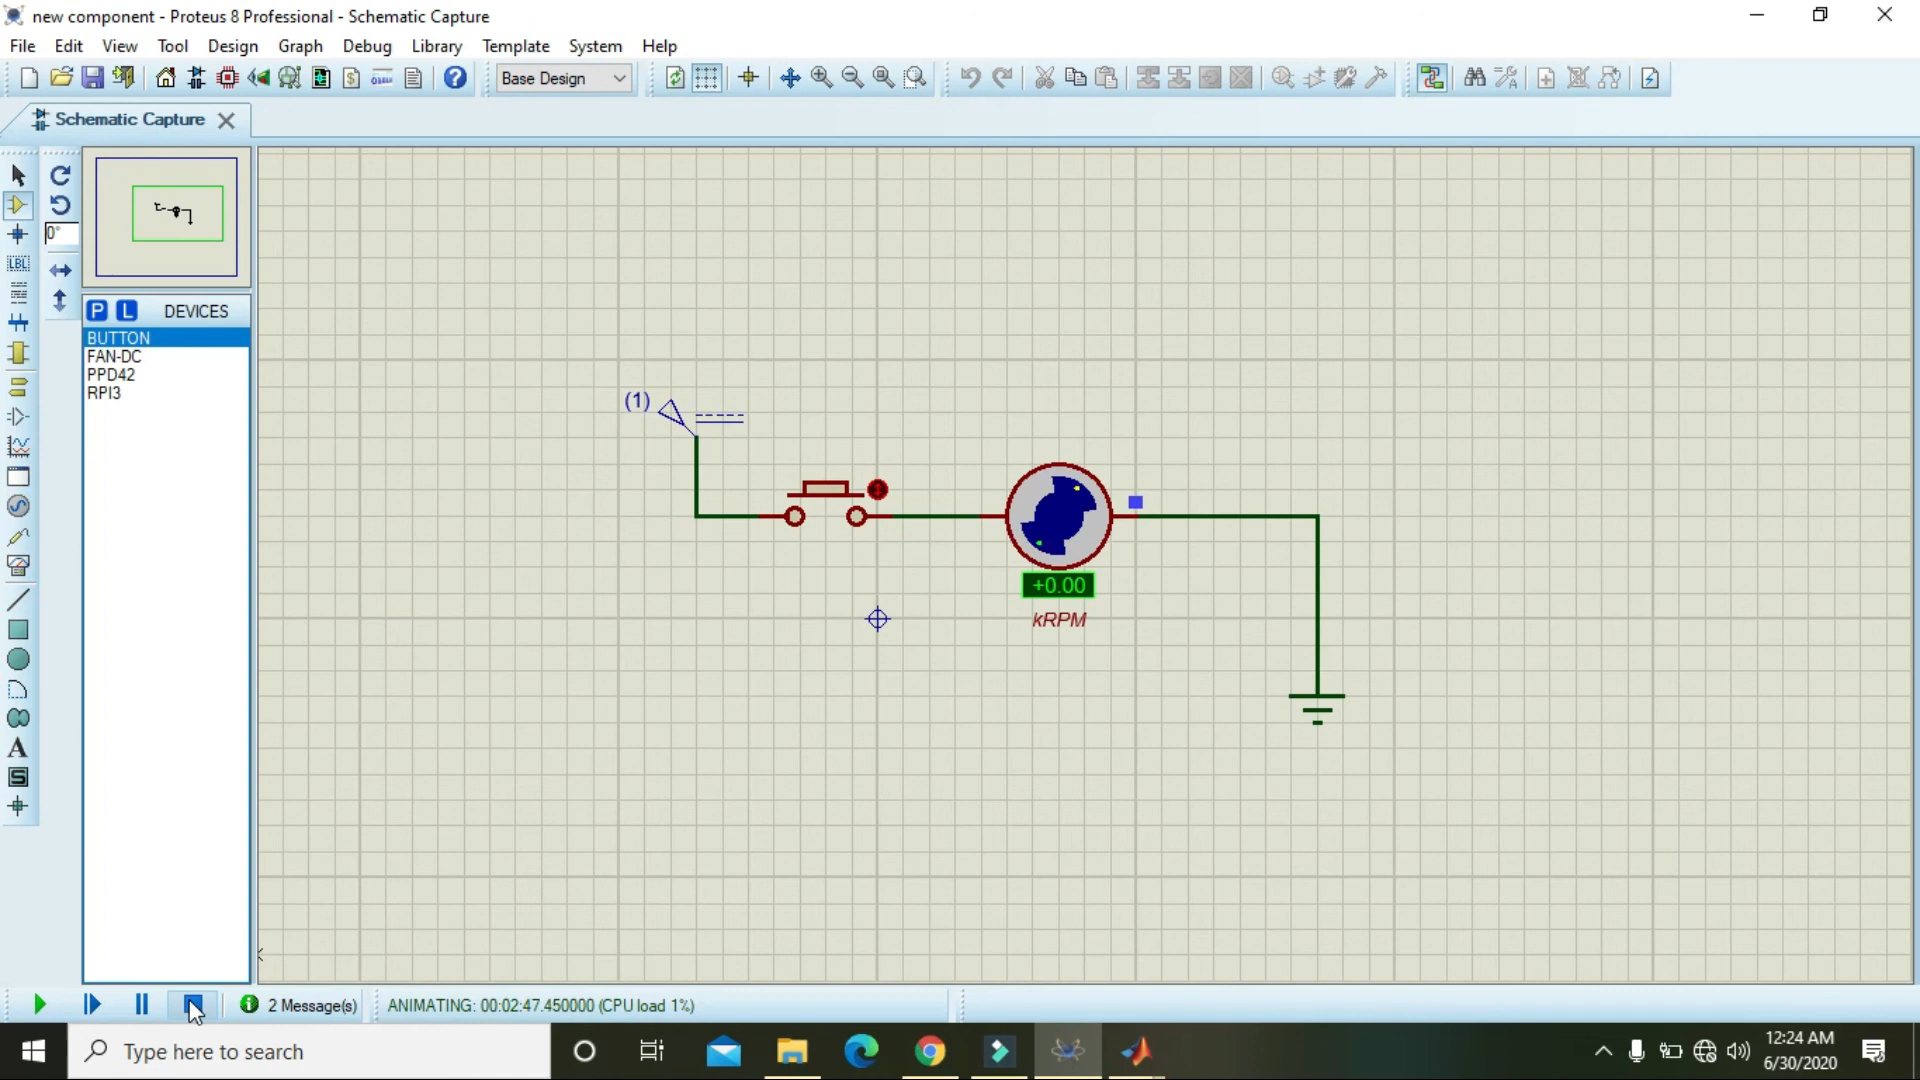 new component - Proteus 8 Professional - Schematic Capture
File Edit View Tool Design Graph Debug Library Template System Help
Base Design
Schematic Capture
0°
LBL
P L DEVICES
BUTTON
FAN-DC
PPD42
RPI3
(1)
+0.00
kRPM
A
S
2 Message(s)
ANIMATING: 00:02:47.450000 (CPU load 1%)
Type here to search
12:24 AM
6/30/2020